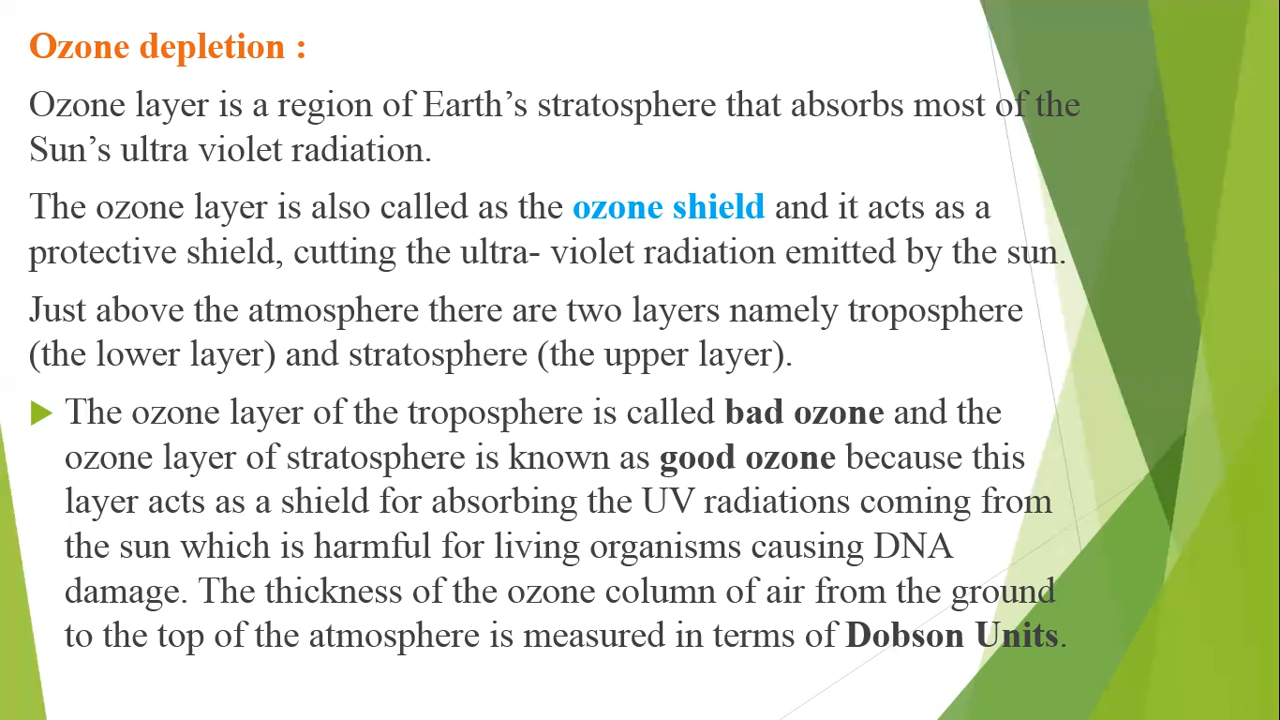 Ozone depletion :
Ozone layer is a region of Earth’s stratosphere that absorbs most of the
Sun’s ultra violet radiation.
The ozone layer is also called as the ozone shield and it acts as a
protective shield, cutting the ultra- violet radiation emitted by the sun.
Just above the atmosphere there are two layers namely troposphere
(the lower layer) and stratosphere (the upper layer).
The ozone layer of the troposphere is called bad ozone and the
ozone layer of stratosphere is known as good ozone because this
layer acts as a shield for absorbing the UV radiations coming from
the sun which is harmful for living organisms causing DNA
damage. The thickness of the ozone column of air from the ground
to the top of the atmosphere is measured in terms of Dobson Units.